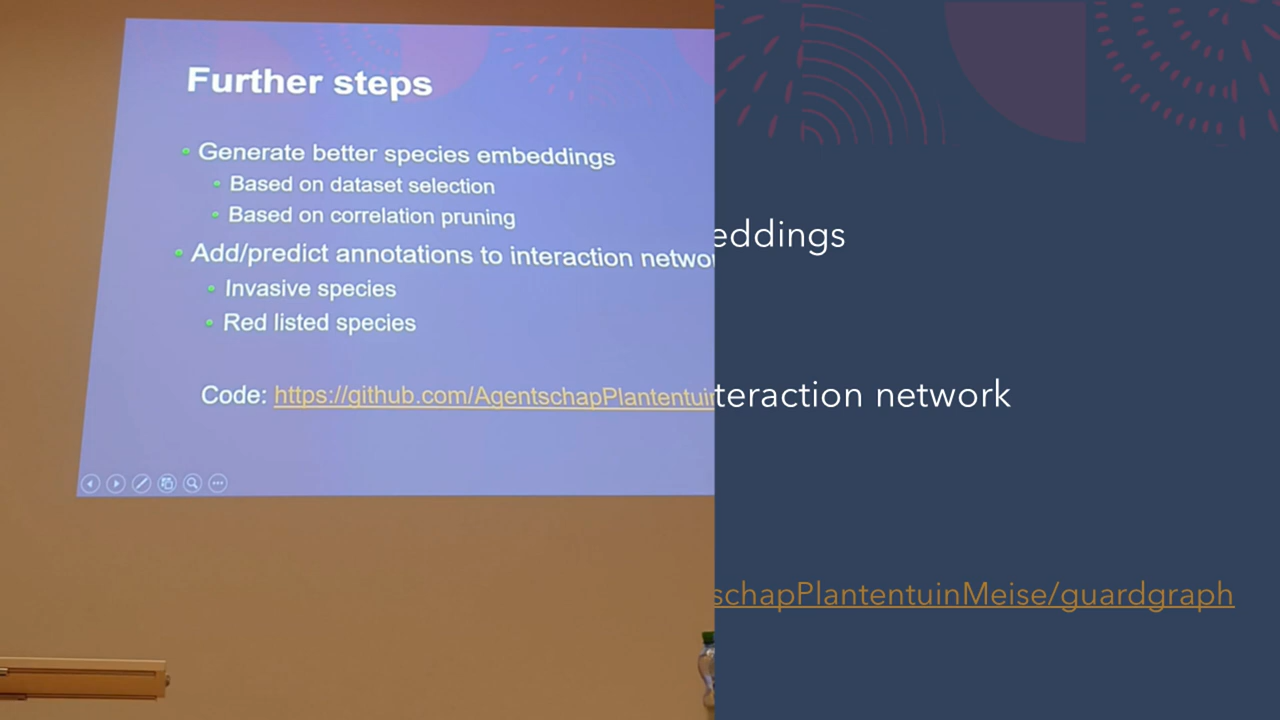 Further steps
Generate better species embeddings
Based on dataset selection
Based on correlation pruning
Add/predict annotations to interaction networ
Invasive species
Red listed species
Code: https://github.com/AgentschapPlantentuin
eddings
teraction network
schapPlantentuinMeise/guardgraph